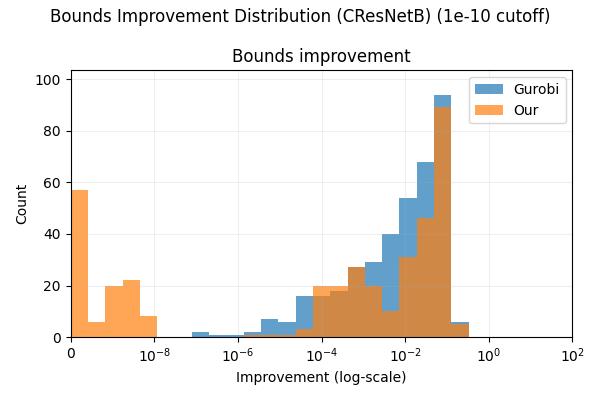 Bounds Improvement Distribution (CResNetB) (1e-10 cutoff)
Bounds improvement
Gurobi
Our
Count
100
80
60
40
20
0
0 10⁻⁸ 10⁻⁶ 10⁻⁴ 10⁻² 10⁰ 10²
Improvement (log-scale)